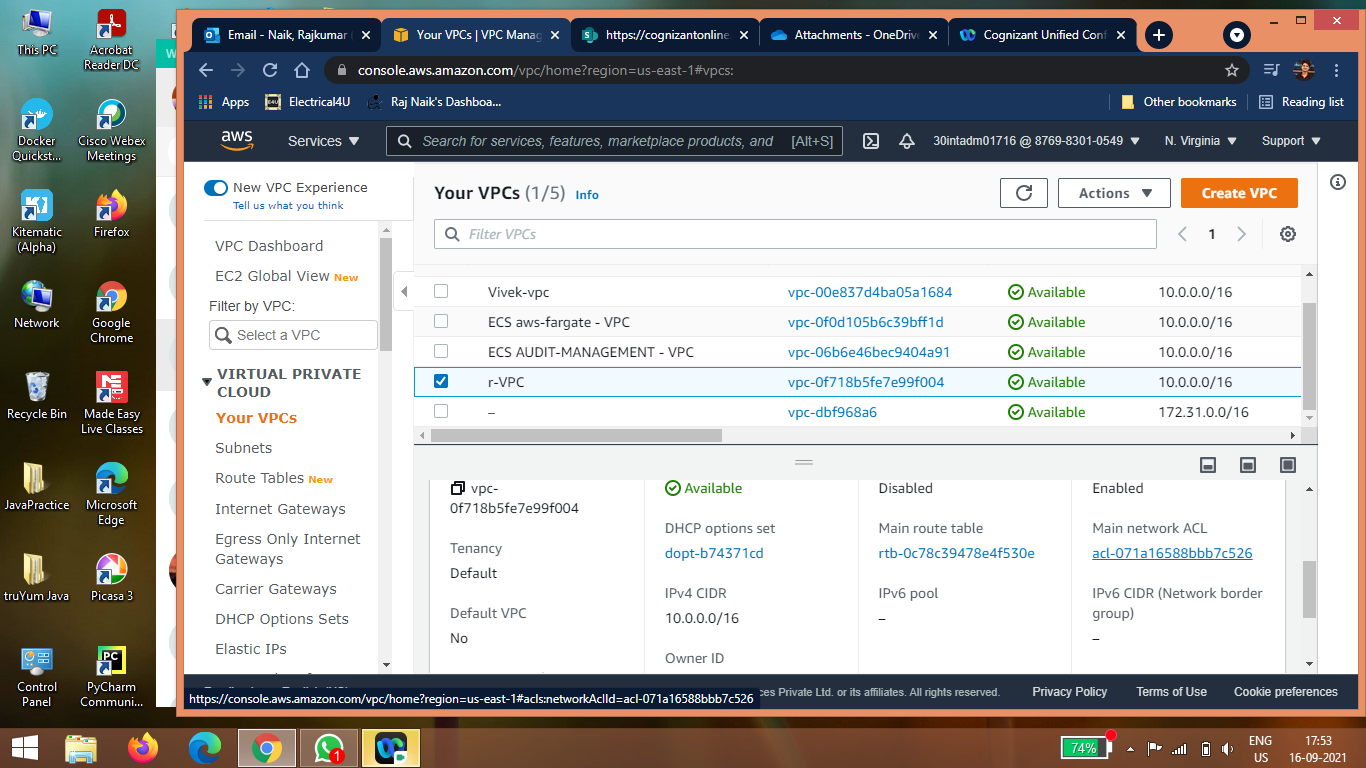 This PC
Acrobat
Reader DC
Docker
Quickst...
Cisco Webex
Meetings
Kitematic
(Alpha)
Firefox
Network
Google
Chrome
Recycle Bin
Made Easy
Live Classes
JavaPractice
Microsoft
Edge
truYum Java
Picasa 3
Control
Panel
PyCharm
Communi...
Email - Naik, Rajkumar
Your VPCs | VPC Manag
https://cognizantonline
Attachments - OneDrive
Cognizant Unified Conf
console.aws.amazon.com/vpc/home?region=us-east-1#vpcs:
Apps
Electrical4U
Raj Naik's Dashboa...
Other bookmarks
Reading list
aws
Services
Search for services, features, marketplace products, and
[Alt+S]
30intadm01716 @ 8769-8301-0549
N. Virginia
Support
New VPC Experience
Tell us what you think
VPC Dashboard
EC2 Global View New
Filter by VPC:
Select a VPC
VIRTUAL PRIVATE
CLOUD
Your VPCs
Subnets
Route Tables New
Internet Gateways
Egress Only Internet
Gateways
Carrier Gateways
DHCP Options Sets
Elastic IPs
Your VPCs (1/5) Info
Actions
Create VPC
Filter VPCs
1
Vivek-vpc vpc-00e837d4ba05a1684 Available 10.0.0.0/16
ECS aws-fargate - VPC vpc-0f0d105b6c39bff1d Available 10.0.0.0/16
ECS AUDIT-MANAGEMENT - VPC vpc-06b6e46bec9404a91 Available 10.0.0.0/16
r-VPC vpc-0f718b5fe7e99f004 Available 10.0.0.0/16
– vpc-dbf968a6 Available 172.31.0.0/16
vpc-
0f718b5fe7e99f004
Tenancy
Default
Default VPC
No
Available
DHCP options set
dopt-b74371cd
IPv4 CIDR
10.0.0.0/16
Owner ID
Disabled
Main route table
rtb-0c78c39478e4f530e
IPv6 pool
–
Enabled
Main network ACL
acl-071a16588bbb7c526
IPv6 CIDR (Network border
group)
–
https://console.aws.amazon.com/vpc/home?region=us-east-1#acls:networkAclId=acl-071a16588bbb7c526
ces Private Ltd. or its affiliates. All rights reserved.
Privacy Policy
Terms of Use
Cookie preferences
1
74%
ENG
US
17:53
16-09-2021